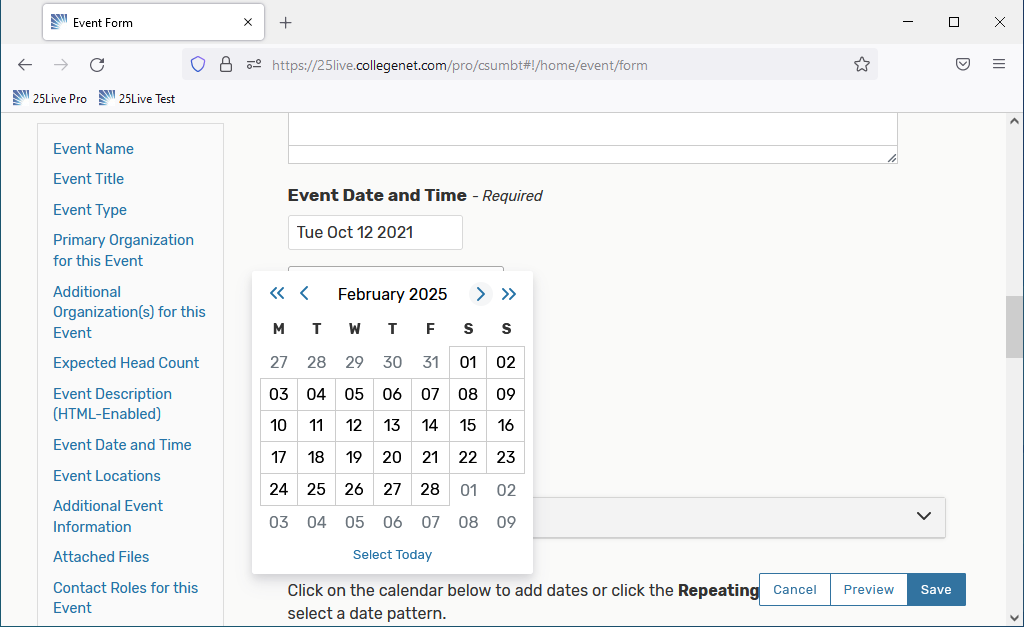 Event Form
https://25live.collegenet.com/pro/csumbt#!/home/event/form
25Live Pro 25Live Test
Event Name
Event Title
Event Type
Primary Organization
for this Event
Additional
Organization(s) for this
Event
Expected Head Count
Event Description
(HTML-Enabled)
Event Date and Time
Event Locations
Additional Event
Information
Attached Files
Contact Roles for this
Event
Event Date and Time - Required
Tue Oct 12 2021
February 2025
M T W T F S S
27 28 29 30 31 01 02
03 04 05 06 07 08 09
10 11 12 13 14 15 16
17 18 19 20 21 22 23
24 25 26 27 28 01 02
03 04 05 06 07 08 09
Select Today
Click on the calendar below to add dates or click the Repeating
select a date pattern.
Cancel Preview Save